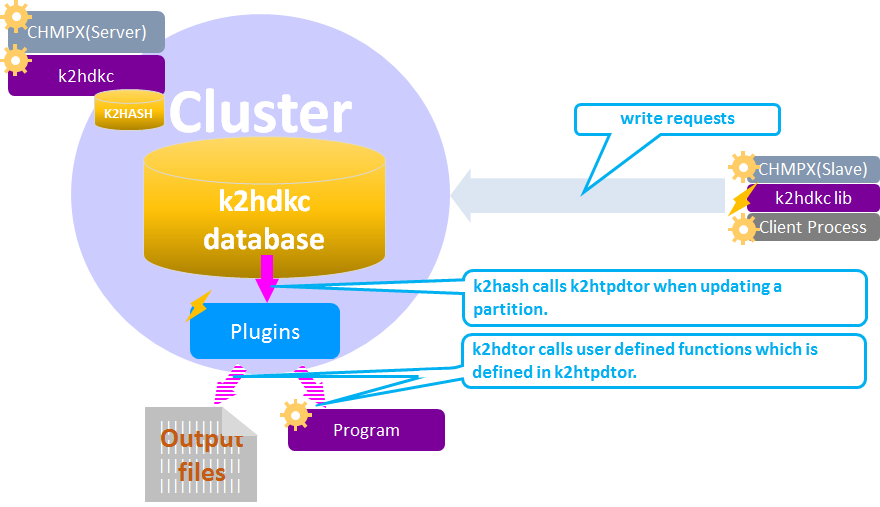 CHMPX(Server)
k2hdkc
K2HASH
Cluster
k2hdkc
database
write requests
CHMPX(Slave)
k2hdkc lib
Client Process
k2hash calls k2htpdtor when updating a
partition.
Plugins
k2hdtor calls user defined functions which is
defined in k2htpdtor.
Output
files
Program